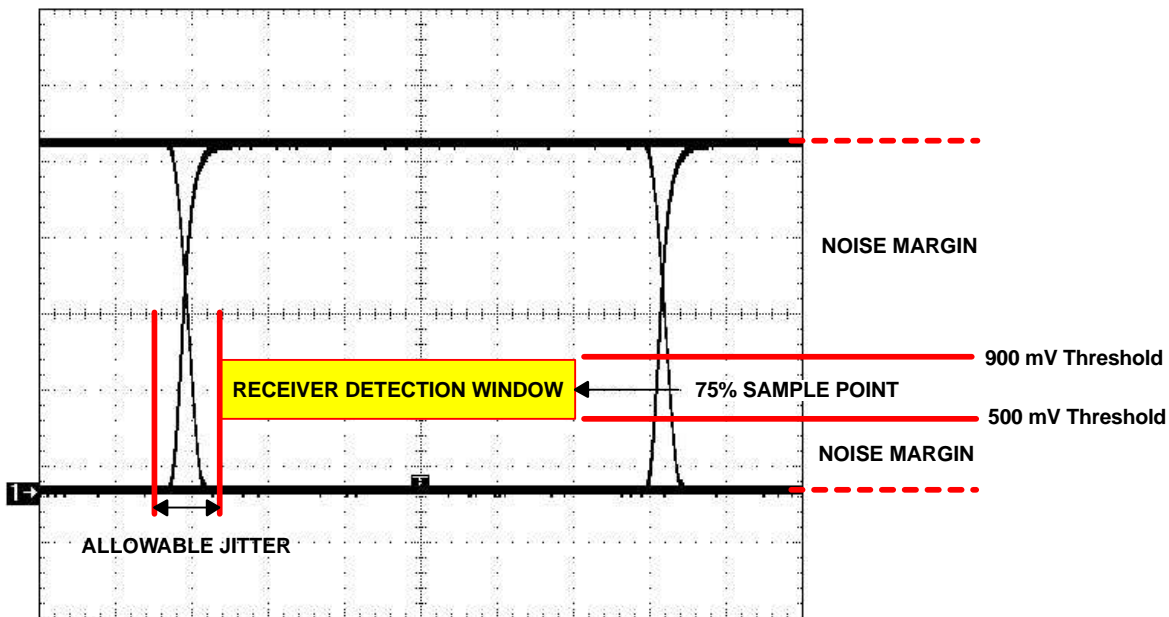 NOISE MARGIN
900 mV Threshold
RECEIVER DETECTION WINDOW
75% SAMPLE POINT
500 mV Threshold
NOISE MARGIN
1
ALLOWABLE JITTER